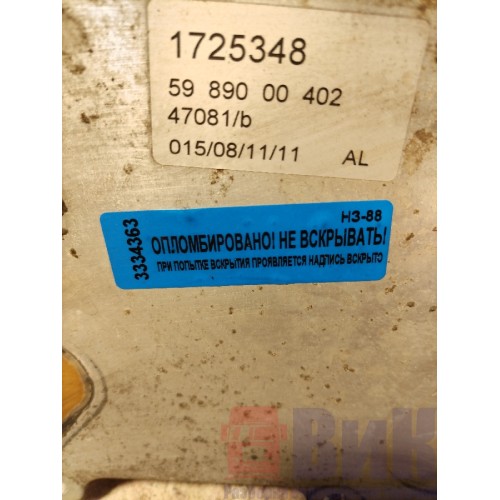 1725348
59 890 00 402
47081/b
015/08/11/11 AL
НЗ-88
3334363
ОПЛОМБИРОВАНО! НЕ ВСКРЫВАТЬ!
ПРИ ПОПЫТКЕ ВСКРЫТИЯ ПРОЯВЛЯЕТСЯ НАДПИСЬ ВСКРЫТО
ВиК